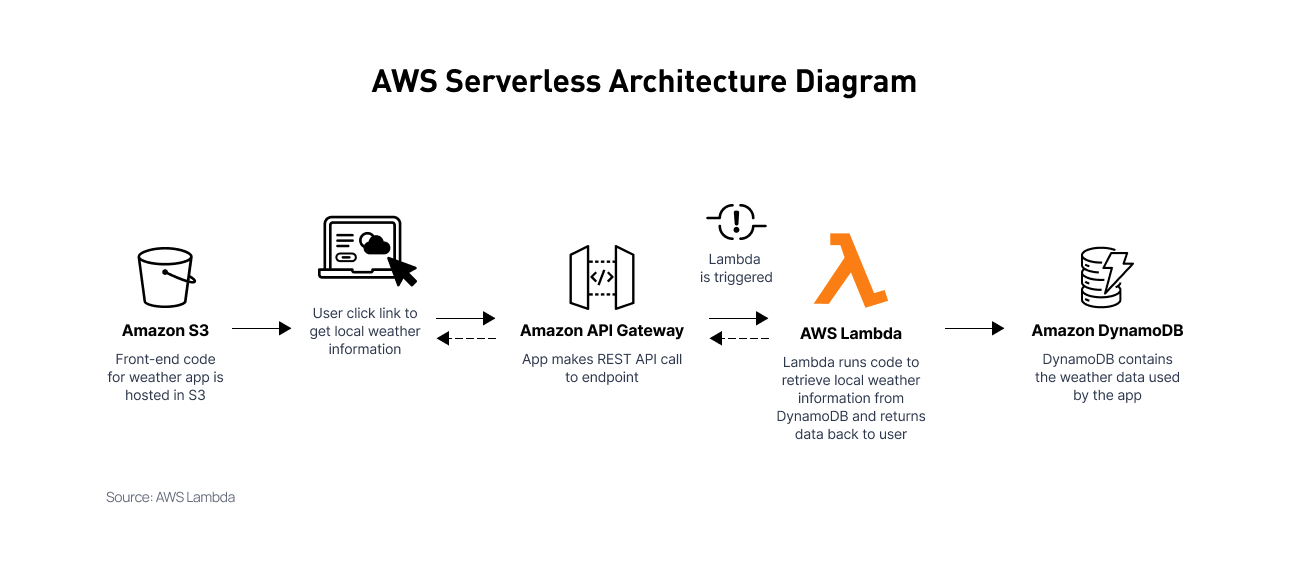 AWS Serverless Architecture Diagram
Amazon S3
Front-end code
for weather app is
hosted in S3
User click link to
get local weather
information
Amazon API Gateway
App makes REST API call
to endpoint
Lambda
is triggered
AWS Lambda
Lambda runs code to
retrieve local weather
information from
DynamoDB and returns
data back to user
Amazon DynamoDB
DynamoDB contains
the weather data used
by the app
Source: AWS Lambda